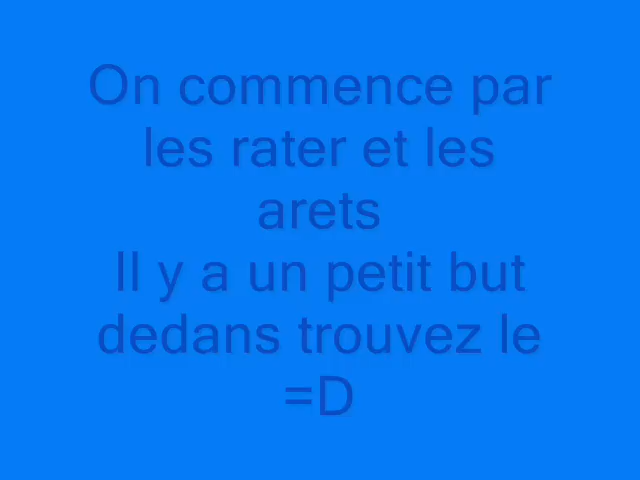 On commence par
les rater et les
arets
Il y a un petit but
dedans trouvez le
=D